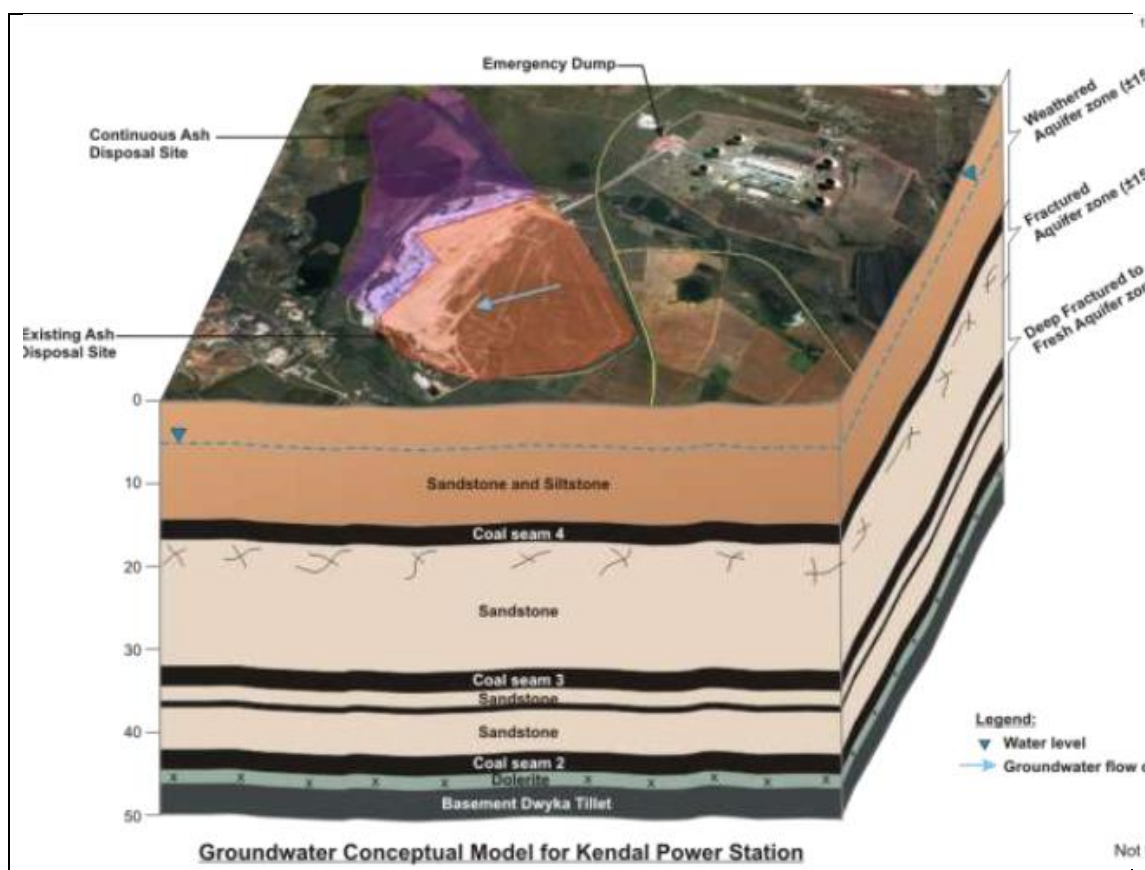 Emergency Dump
Continuous Ash
Disposal Site
Existing Ash
Disposal Site
Weathered
Aquifer zone (±15
Fractured
Aquifer zone (±15
Deep Fractured to
Fresh Aquifer zon
0
10
20
30
40
50
Sandstone and Siltstone
Coal seam 4
Sandstone
Coal seam 3
Sandstone
Sandstone
Coal seam 2
Dolerite
Basement Dwyka Tillet
Legend:
Water level
Groundwater flow
Groundwater Conceptual Model for Kendal Power Station
Not